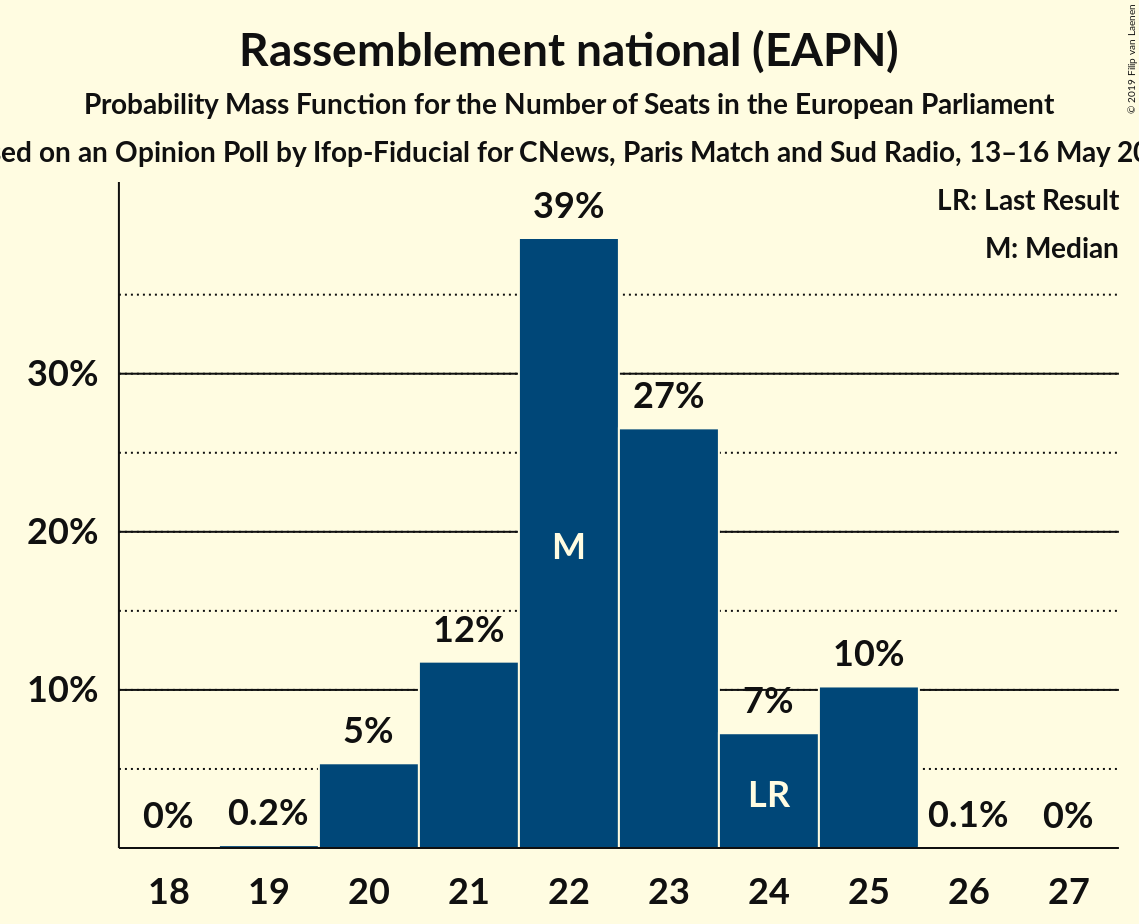 Rassemblement national (EAPN)
Probability Mass Function for the Number of Seats in the European Parliament
on an Opinion Poll by Ifop-Fiducial for CNews, Paris Match and Sud Radio, 13–16 May
© 2019 Filip van Laenen
LR: Last Result
M: Median
39%
30%
27%
20%
M
12%
10%
10%
7%
5%
LR
0%
0.2%
0.1%
0%
18 19 20 21 22 23 24 25 26 27